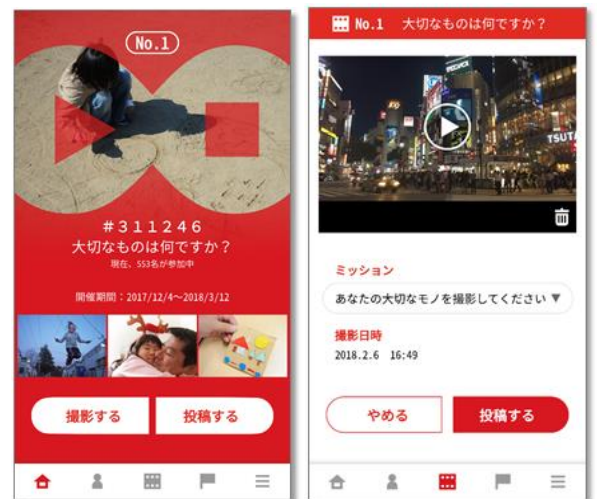 No.1
#311246
大切なものは何ですか？
現在、553名が参加中
開催期間：2017/12/4～2018/3/12
撮影する
投稿する
No.1 大切なものは何ですか？
TSUT
ミッション
あなたの大切なモノを撮影してください ▼
撮影日時
2018.2.6 16:49
やめる
投稿する